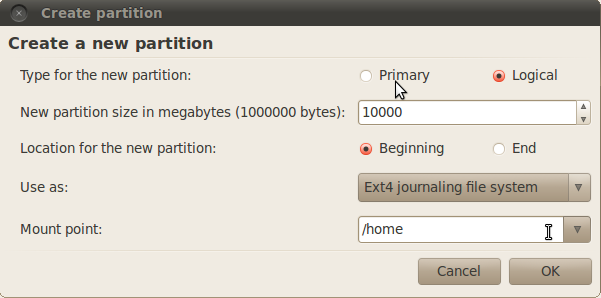 Create partition
Create a new partition
Type for the new partition: Primary Logical
New partition size in megabytes (1000000 bytes): 10000
Location for the new partition: Beginning End
Use as: Ext4 journaling file system
Mount point: /home
Cancel OK